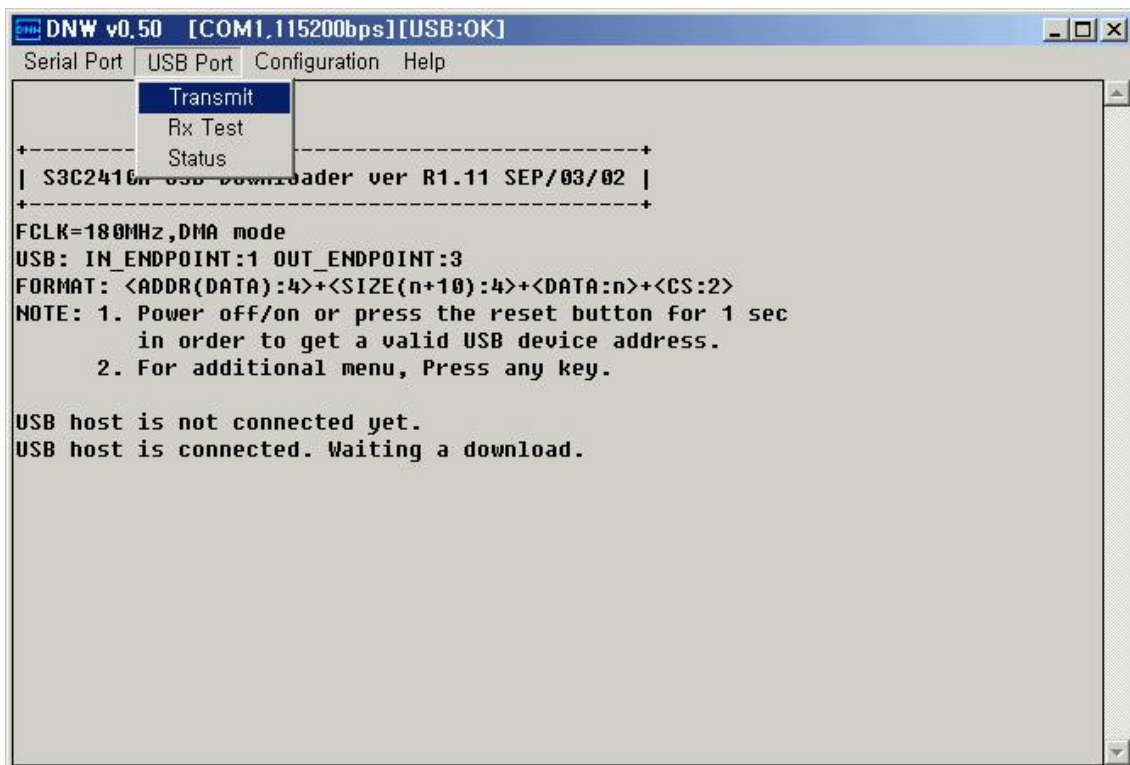 DNW v0.50 [COM1,115200bps][USB:OK]
Serial Port USB Port Configuration Help
Transmit
Rx Test
Status
+--------------------------------------------+
| S3C2410 ader ver R1.11 SEP/03/02 |
+--------------------------------------------+
FCLK=180MHz,DMA mode
USB: IN_ENDPOINT:1 OUT_ENDPOINT:3
FORMAT: <ADDR(DATA):4>+<SIZE(n+10):4>+<DATA:n>+<CS:2>
NOTE: 1. Power off/on or press the reset button for 1 sec
in order to get a valid USB device address.
2. For additional menu, Press any key.
USB host is not connected yet.
USB host is connected. Waiting a download.